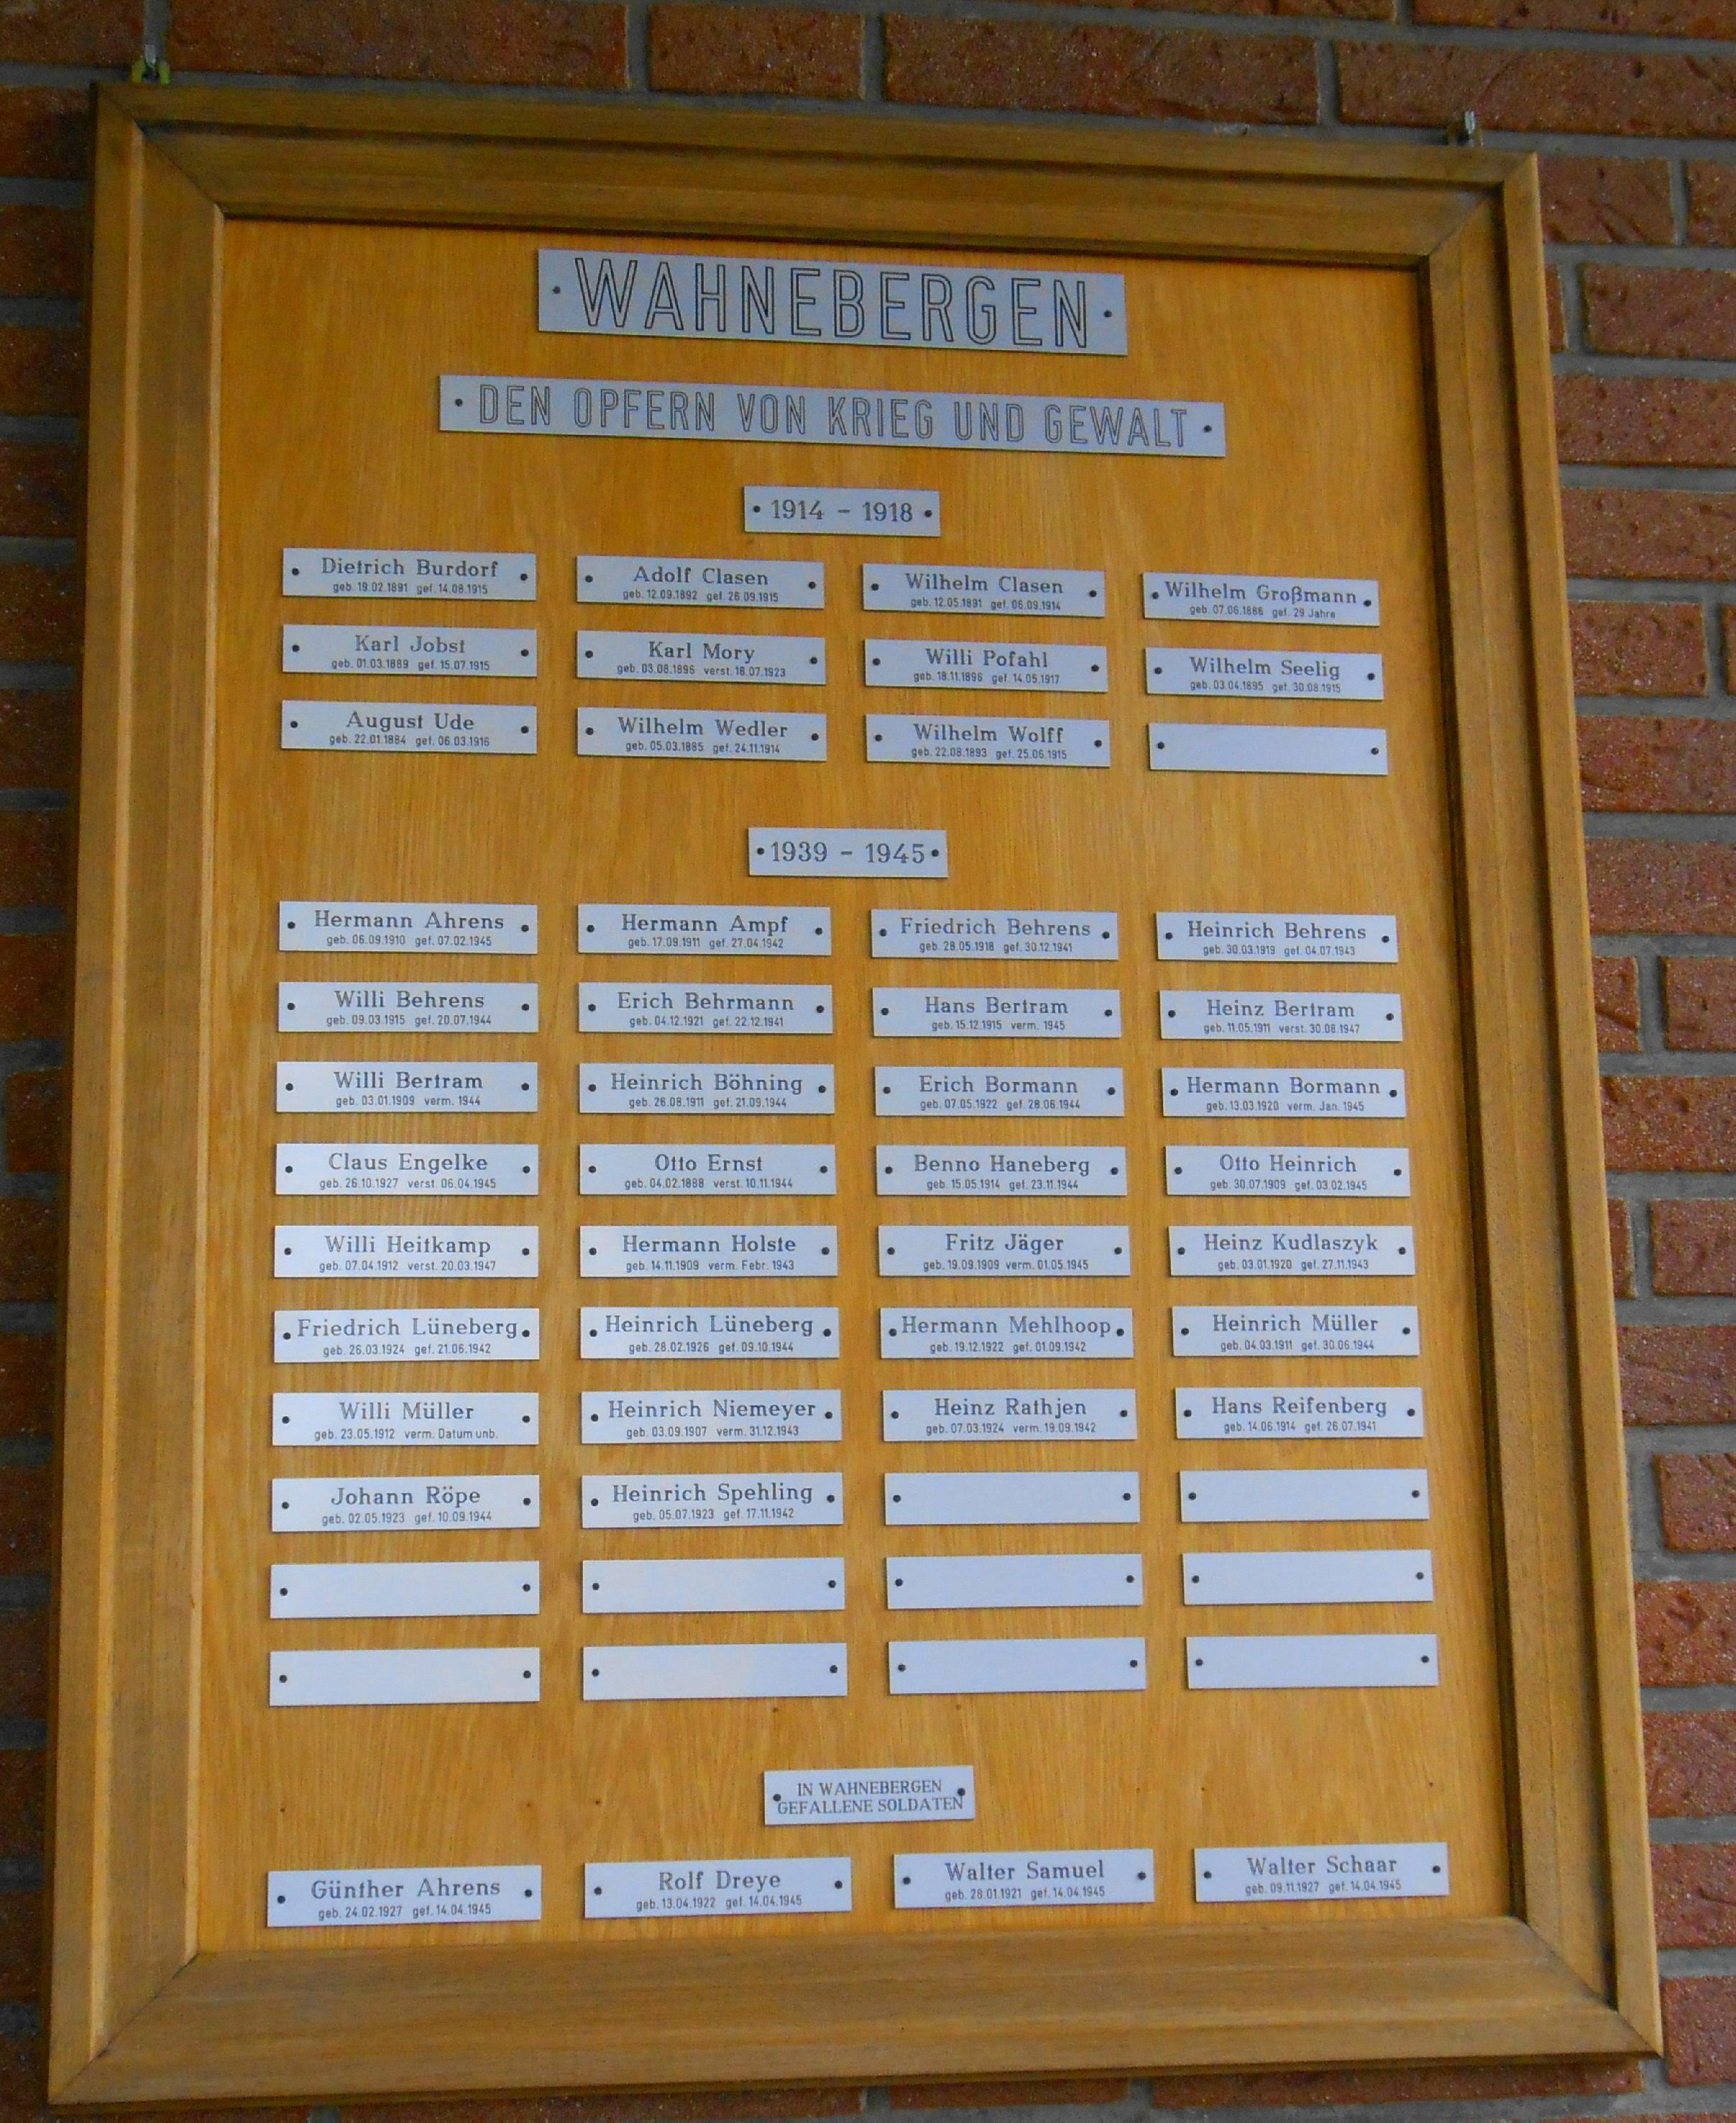 WAHNEBERGEN
DEN OPFERN VON KRIEG UND GEWALT
1914 - 1918
Dietrich Burdorf
geb. 19.02.1891 gef. 14.08.1915
Adolf Clasen
geb. 12.09.1892 gef. 26.09.1915
Wilhelm Clasen
geb. 12.05.1891 gef. 06.09.1914
Wilhelm Großmann
geb. 07.06.1886 gef. 29 Jahre
Karl Jobst
geb. 01.03.1889 gef. 15.07.1915
Karl Mory
geb. 03.08.1896 verst. 16.07.1923
Willi Pofahl
geb. 18.11.1896 gef. 14.05.1917
Wilhelm Seelig
geb. 03.04.1895 gef. 30.08.1915
August Ude
geb. 22.01.1884 gef. 06.03.1916
Wilhelm Wedler
geb. 05.03.1885 gef. 24.11.1914
Wilhelm Wolff
geb. 22.08.1893 gef. 25.06.1915
1939 - 1945
Hermann Ahrens
geb. 06.09.1910 gef. 07.02.1945
Hermann Ampf
geb. 17.09.1911 gef. 27.04.1942
Friedrich Behrens
geb. 28.05.1918 gef. 30.12.1941
Heinrich Behrens
geb. 30.03.1919 gef. 04.07.1943
Willi Behrens
geb. 09.03.1915 gef. 20.07.1944
Erich Behrmann
geb. 04.12.1921 gef. 22.12.1941
Hans Bertram
geb. 15.12.1915 verm. 1945
Heinz Bertram
geb. 11.05.1911 verst. 30.08.1947
Willi Bertram
geb. 03.01.1909 verm. 1944
Heinrich Böhning
geb. 26.08.1911 gef. 21.09.1944
Erich Bormann
geb. 07.05.1922 gef. 28.06.1944
Hermann Bormann
geb. 13.03.1920 verm. Jan. 1945
Claus Engelke
geb. 26.10.1927 verst. 06.04.1945
Otto Ernst
geb. 04.02.1888 verst. 10.11.1944
Benno Haneberg
geb. 15.05.1914 gef. 23.11.1944
Otto Heinrich
geb. 30.07.1909 gef. 03.02.1945
Willi Heitkamp
geb. 07.04.1912 verst. 20.03.1947
Hermann Holste
geb. 14.11.1909 verm. Febr. 1943
Fritz Jäger
geb. 19.09.1909 verm. 01.05.1945
Heinz Kudlaszyk
geb. 03.01.1920 gef. 27.11.1943
Friedrich Lüneberg
geb. 26.03.1924 gef. 21.06.1942
Heinrich Lüneberg
geb. 28.02.1926 gef. 09.10.1944
Hermann Mehlhoop
geb. 19.12.1922 gef. 01.09.1942
Heinrich Müller
geb. 04.03.1911 gef. 30.06.1944
Willi Müller
geb. 23.05.1912 verm. Datum unb.
Heinrich Niemeyer
geb. 03.09.1907 verm. 31.12.1943
Heinz Rathjen
geb. 07.03.1924 verm. 19.09.1942
Hans Reifenberg
geb. 14.06.1914 gef. 26.07.1941
Johann Röpe
geb. 02.05.1923 gef. 10.09.1944
Heinrich Spehling
geb. 05.07.1923 gef. 17.11.1942
IN WAHNEBERGEN
GEFALLENE SOLDATEN
Günther Ahrens
geb. 24.02.1927 gef. 14.04.1945
Rolf Dreye
geb. 13.04.1922 gef. 14.04.1945
Walter Samuel
geb. 28.01.1921 gef. 14.04.1945
Walter Schaar
geb. 09.11.1927 gef. 14.04.1945